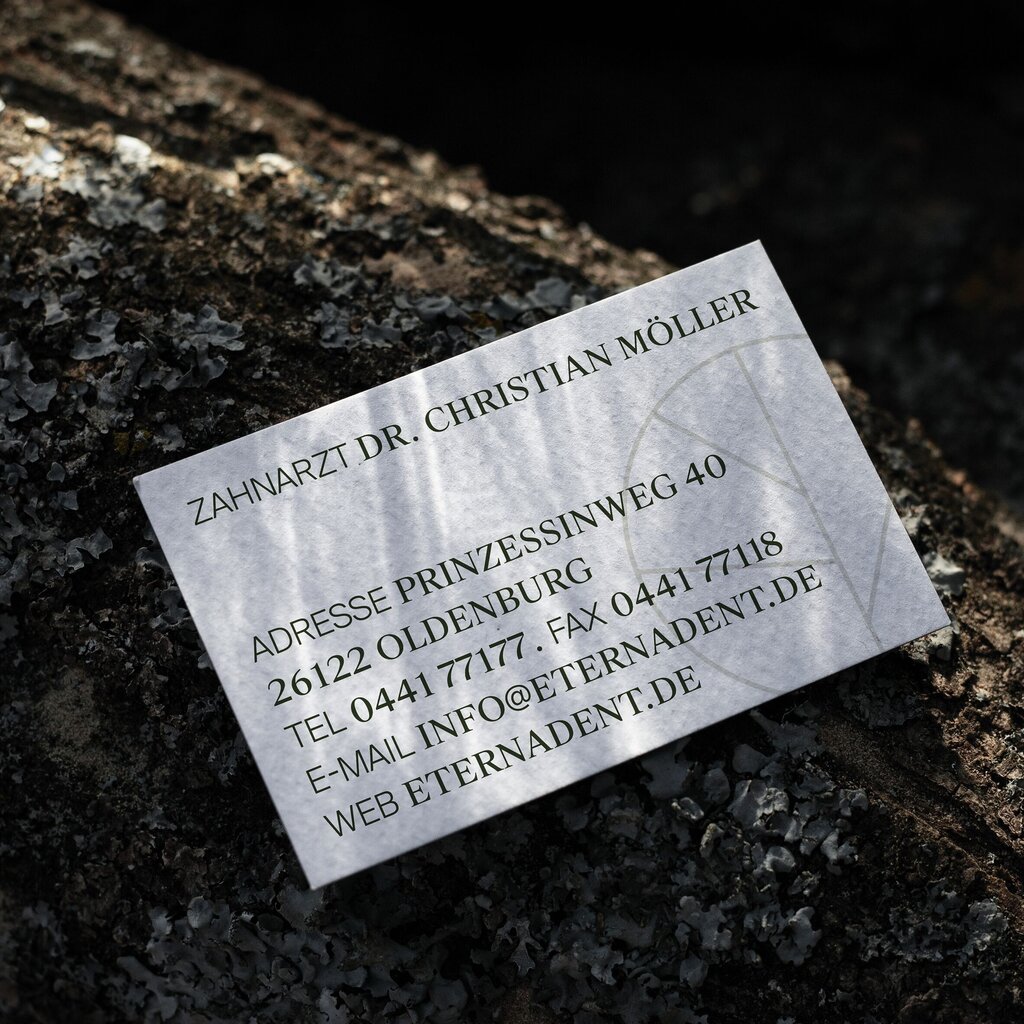 ZAHNARZT DR. CHRISTIAN MÖLLER
ADRESSE PRINZESSINWEG 40
26122 OLDENBURG
TEL 0441 77177 . FAX 0441 77118
E-MAIL INFO@ETERNADENT.DE
WEB ETERNADENT.DE